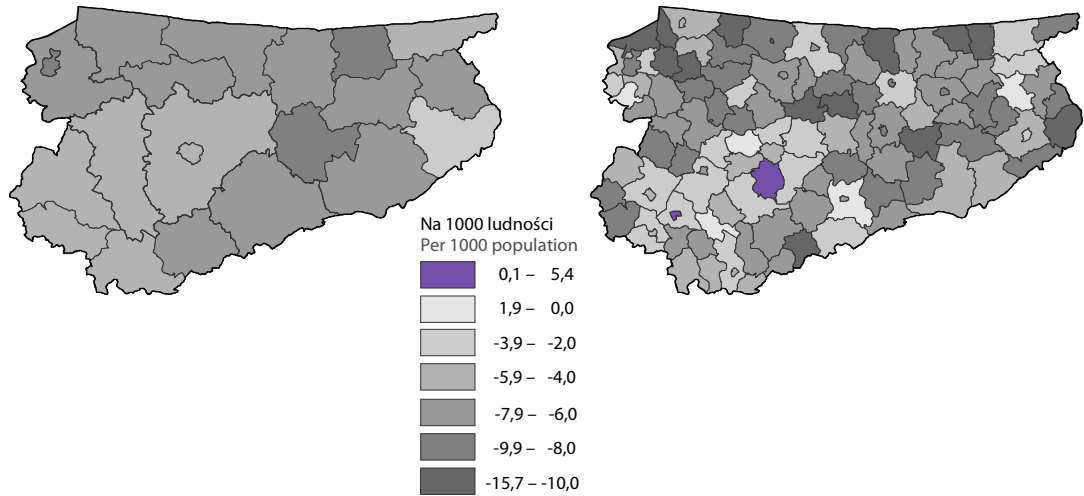 Na 1000 ludności
Per 1000 population
0,1 – 5,4
1,9 – 0,0
-3,9 – -2,0
-5,9 – -4,0
-7,9 – -6,0
-9,9 – -8,0
-15,7 – -10,0